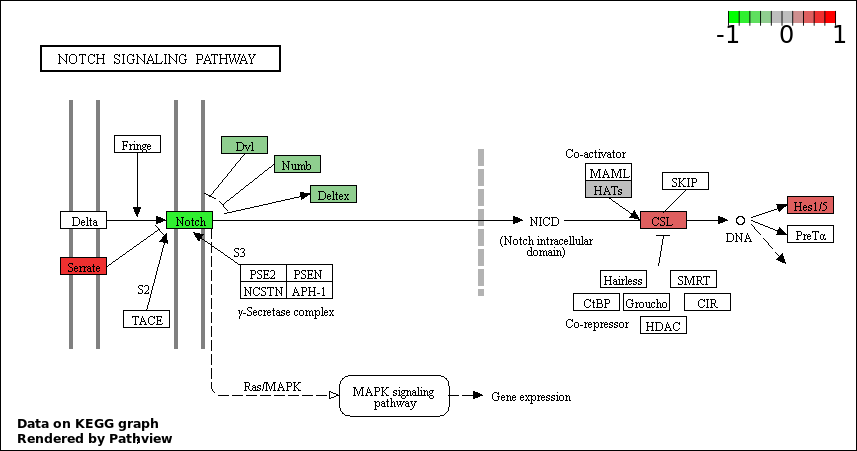 -1 0 1
NOTCH SIGNALING PATHWAY
Fringe
Dvl
Numb
Deltex
Delta
Notch
Serrate
S2
TACE
S3
PSE2 PSEN
NCSTN APH-1
γ-Secretase complex
NICD
(Notch intracellular
domain)
Co-activator
MAML
HATs
SKIP
CSL
DNA
Hes1/5
PreTα
Hairless SMRT
CtBP Groucho CIR
Co-repressor HDAC
Ras/MAPK
MAPK signaling
pathway
Gene expression
Data on KEGG graph
Rendered by Pathview